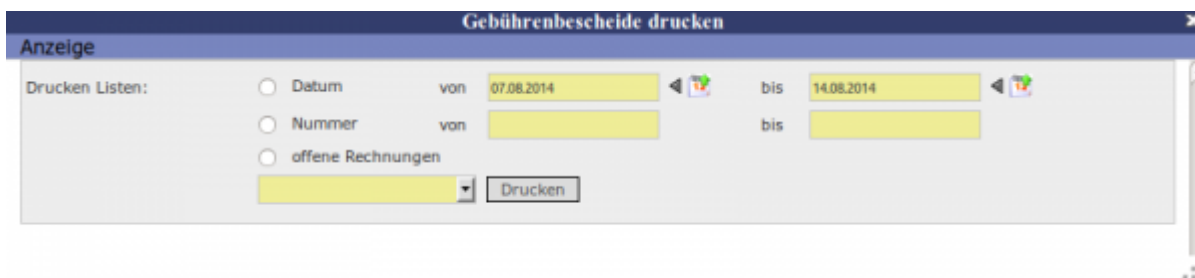 Gebührenbescheide drucken
Anzeige
Drucken Listen: Datum von 07.08.2014 bis 14.08.2014
Nummer von bis
offene Rechnungen
Drucken